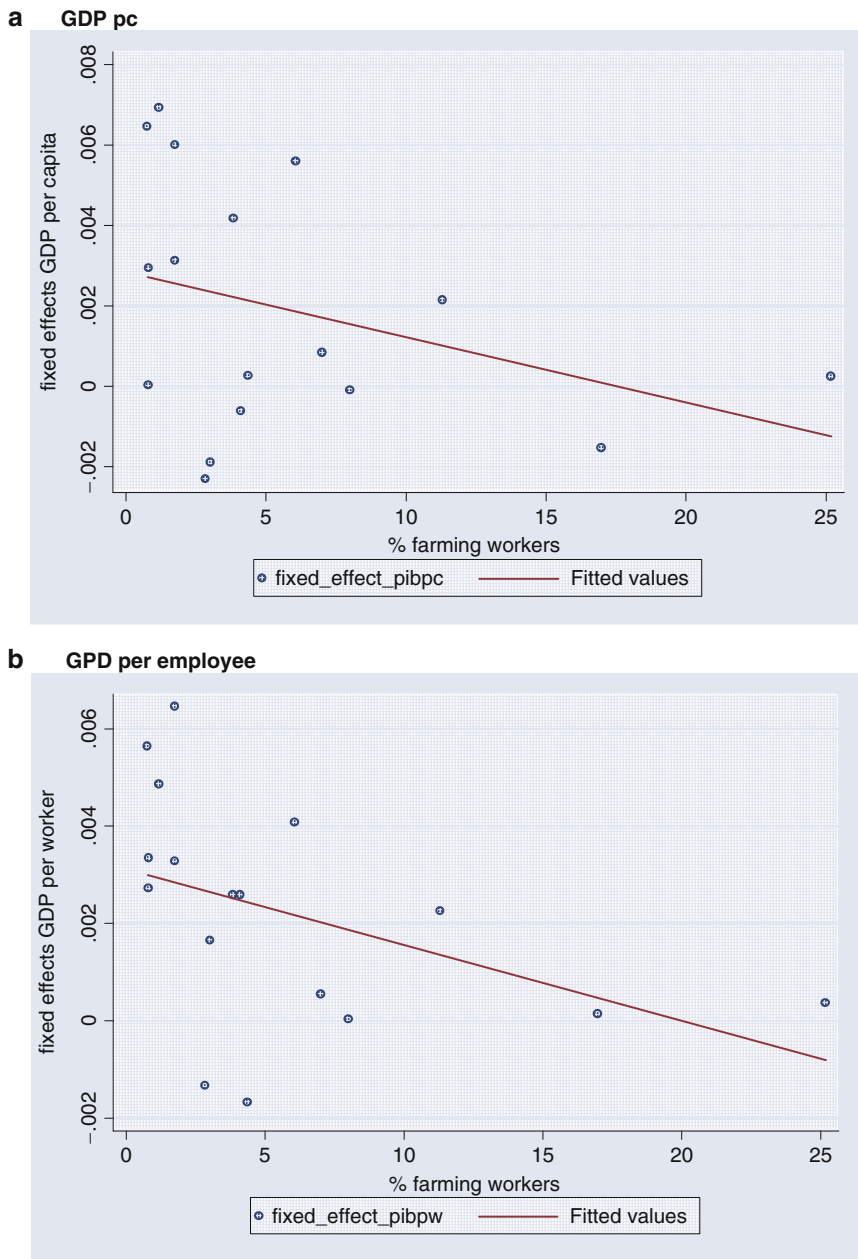 a GDP pc
fixed effects GDP per capita
.008
.006
.004
.002
0
−.002
0 5 10 15 20 25
% farming workers
fixed_effect_pibpc Fitted values
b GPD per employee
fixed effects GDP per worker
.006
.004
.002
0
−.002
0 5 10 15 20 25
% farming workers
fixed_effect_pibpw Fitted values